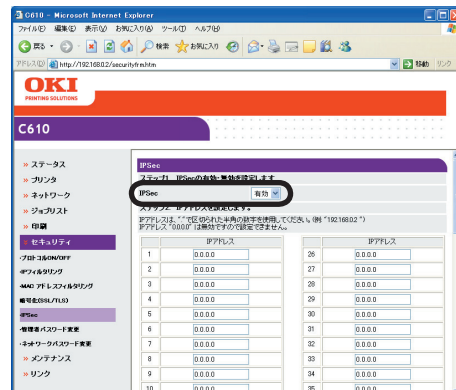 C610 - Microsoft Internet Explorer
ファイル(F) 編集(E) 表示(V) お気に入り(A) ツール(T) ヘルプ(H)
戻る 検索 お気に入り
アドレス(D) http://192.168.0.2/securityfrm.htm 移動 リンク
OKI
PRINTING SOLUTIONS
C610
» ステータス
» プリンタ
» ネットワーク
» ジョブリスト
» 印刷
» セキュリティ
・プロトコルON/OFF
・IPフィルタリング
・MAC アドレスフィルタリング
暗号化(SSL/TLS)
・IPSec
・管理者パスワード変更
・ネットワークパスワード変更
» メンテナンス
» リンク
IPSec
ステップ1. IPSecの有効・無効を設定します
IPSec 有効
ステップ2. IPアドレスを設定します。
IPアドレスは、"."で区切られた半角の数字を使用してください。(例 "192.168.0.2")
IPアドレス "0.0.0.0" は無効ですので設定できません。
IPアドレス IPアドレス
1 0.0.0.0 26 0.0.0.0
2 0.0.0.0 27 0.0.0.0
3 0.0.0.0 28 0.0.0.0
4 0.0.0.0 29 0.0.0.0
5 0.0.0.0 30 0.0.0.0
6 0.0.0.0 31 0.0.0.0
7 0.0.0.0 32 0.0.0.0
8 0.0.0.0 33 0.0.0.0
9 0.0.0.0 34 0.0.0.0
10 0.0.0.0 35 0.0.0.0